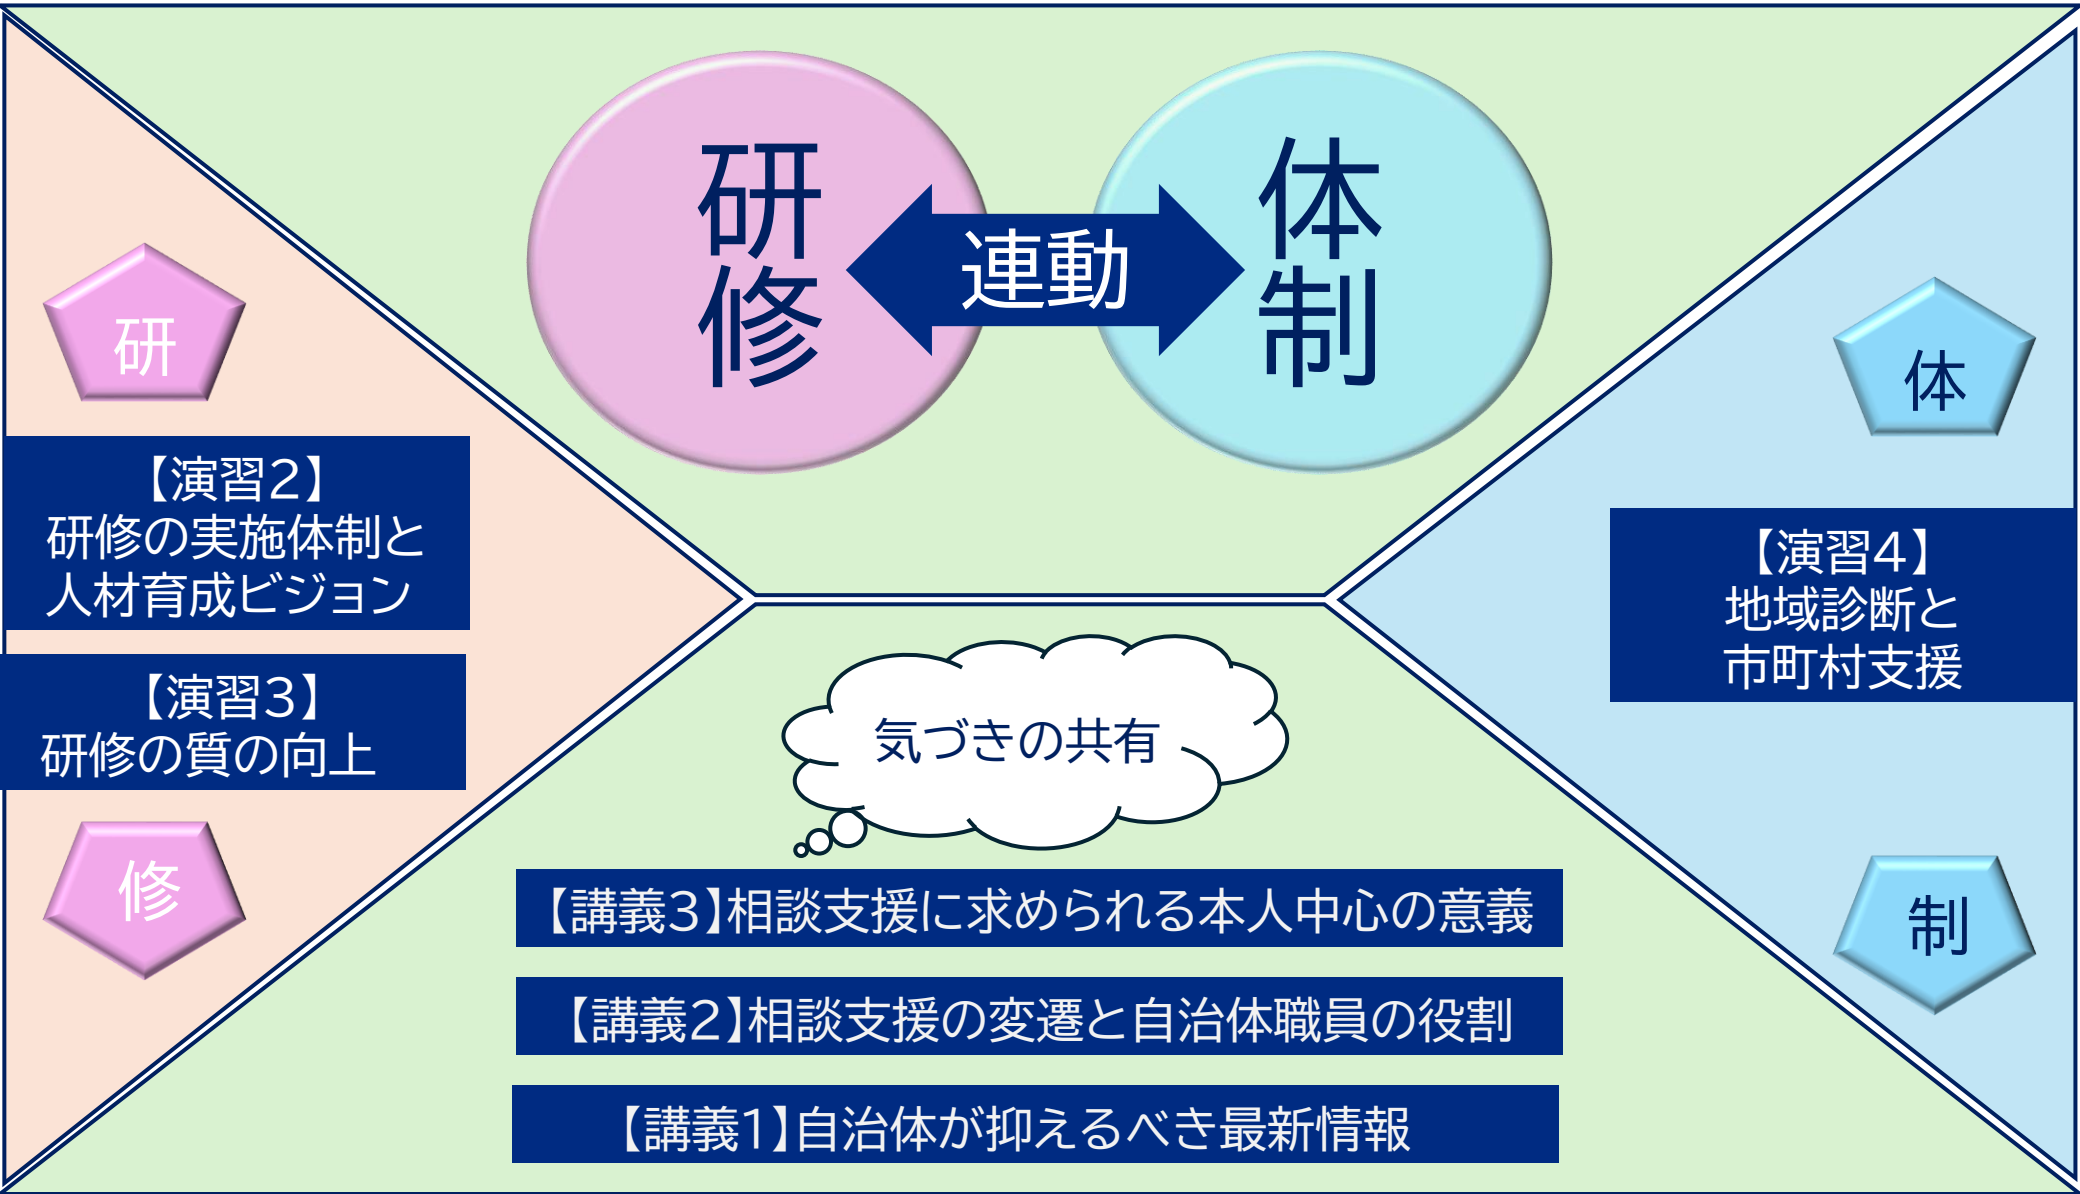 研修
連動
体制
研
【演習2】
研修の実施体制と
人材育成ビジョン
【演習3】
研修の質の向上
修
体
【演習4】
地域診断と
市町村支援
制
気づきの共有
【講義3】相談支援に求められる本人中心の意義
【講義2】相談支援の変遷と自治体職員の役割
【講義1】自治体が抑えるべき最新情報